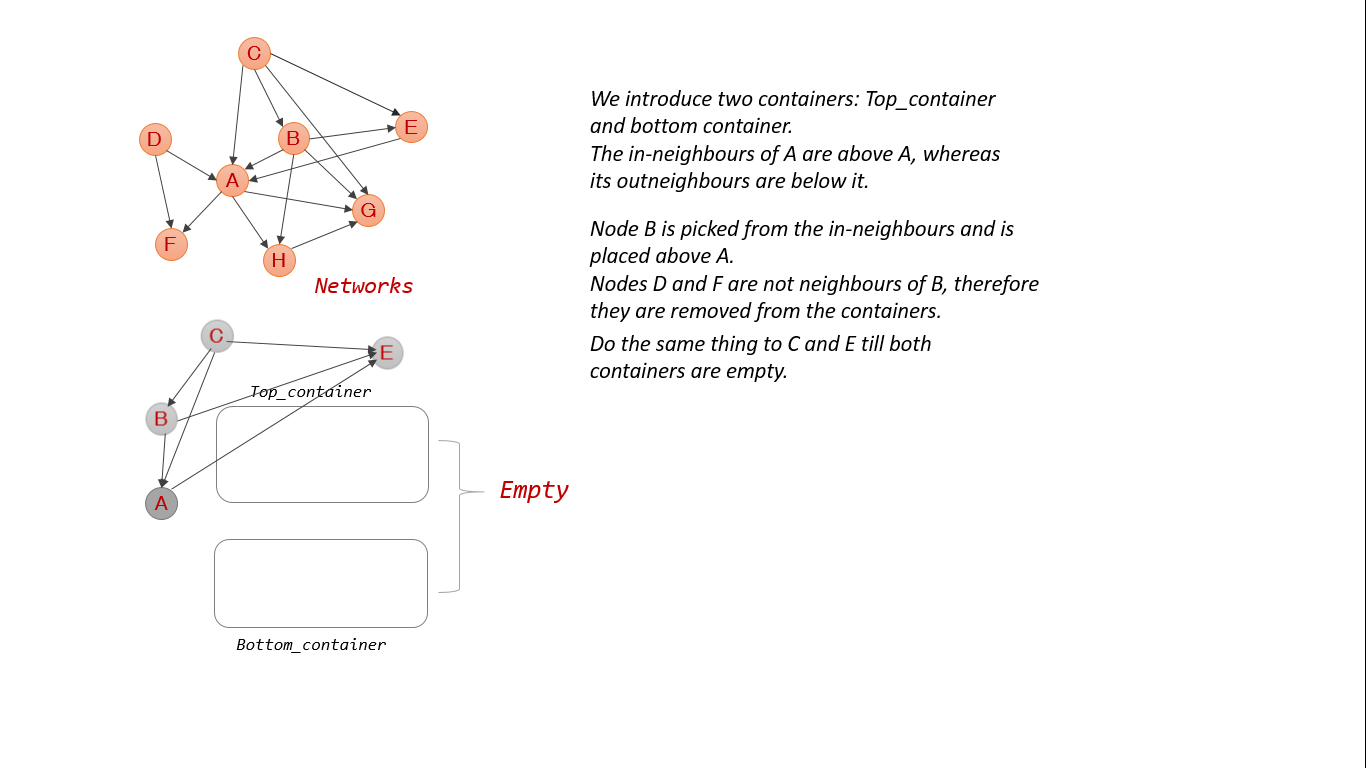 C
E
B
D
A
G
F
H
Networks
We introduce two containers: Top_container
and bottom container.
The in-neighbours of A are above A, whereas
its outneighbours are below it.
Node B is picked from the in-neighbours and is
placed above A.
Nodes D and F are not neighbours of B, therefore
they are removed from the containers.
Do the same thing to C and E till both
containers are empty.
C
E
Top_container
B
A
Empty
Bottom_container